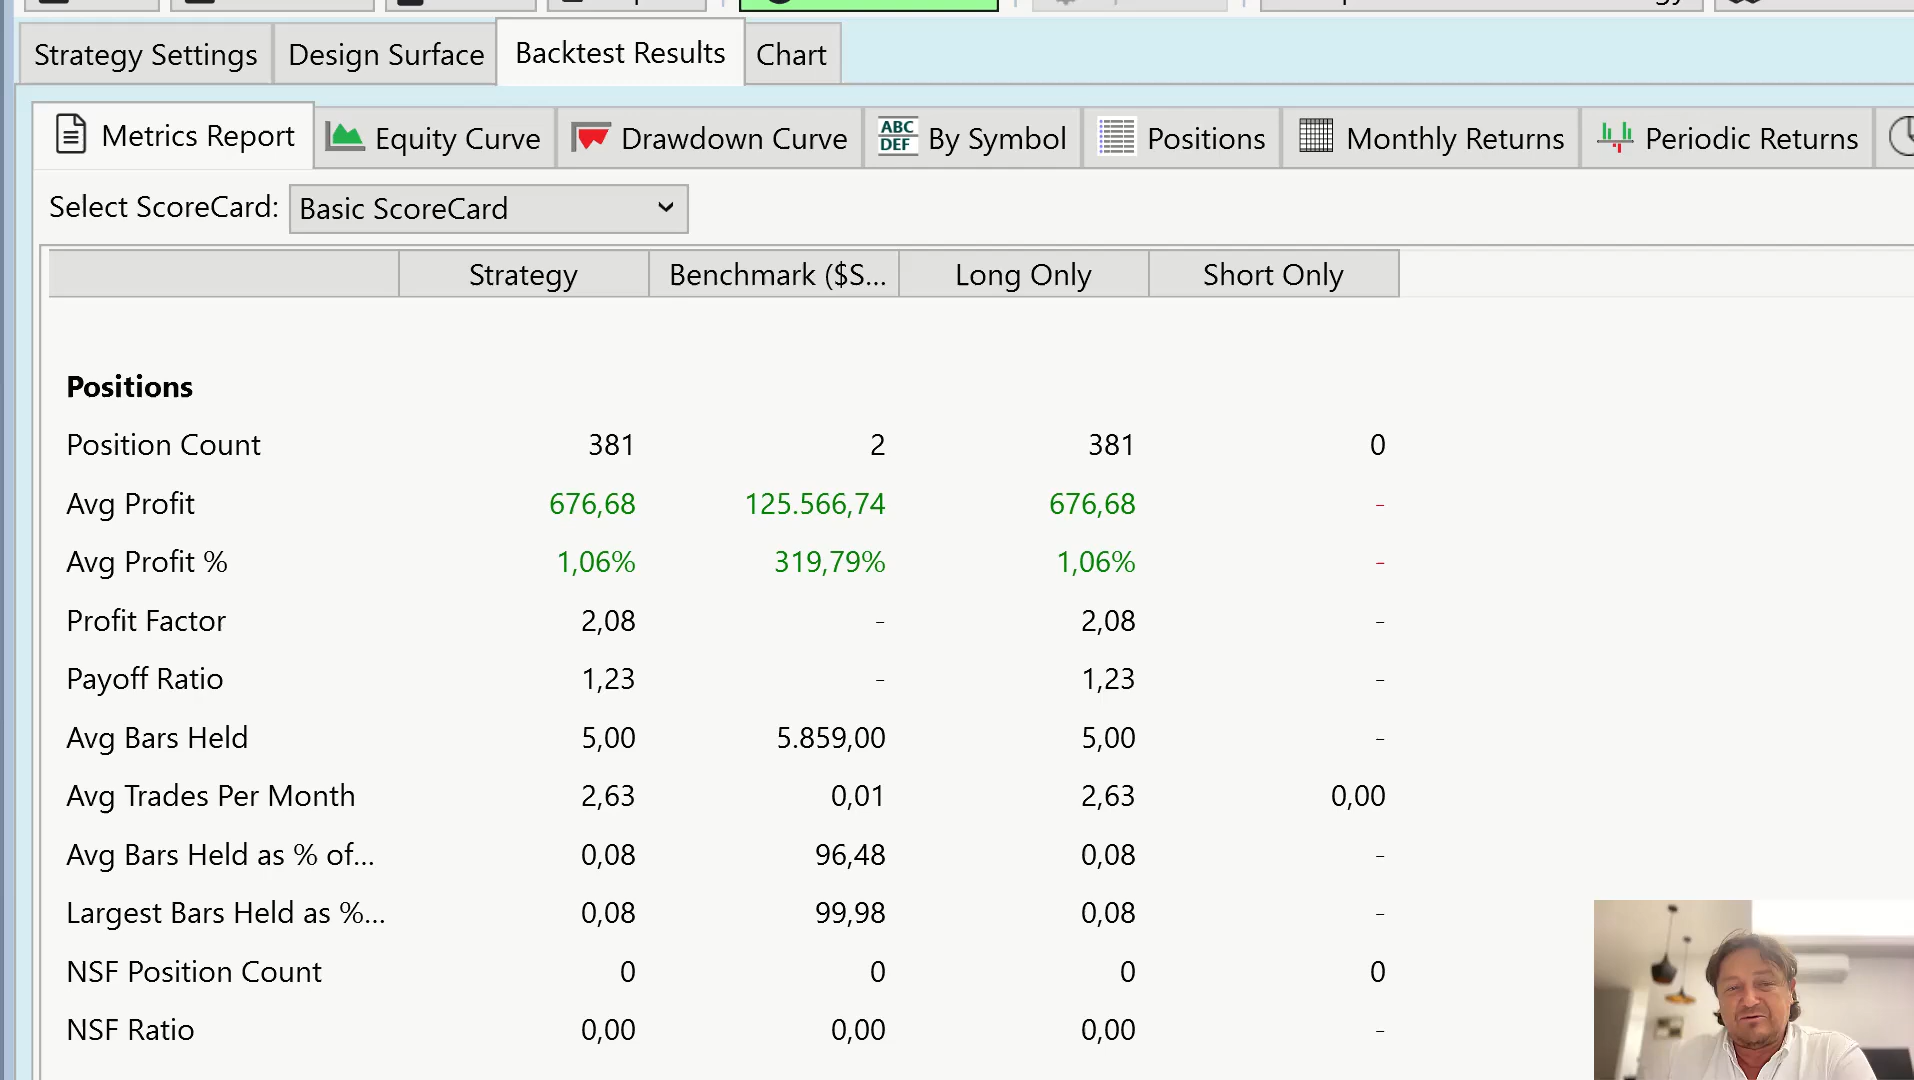 Strategy Settings Design Surface Backtest Results Chart
Metrics Report Equity Curve Drawdown Curve ABC DEF By Symbol Positions Monthly Returns Periodic Returns
Select ScoreCard: Basic ScoreCard
Strategy Benchmark ($S... Long Only Short Only
Positions
Position Count 381 2 381 0
Avg Profit 676,68 125.566,74 676,68 -
Avg Profit % 1,06% 319,79% 1,06% -
Profit Factor 2,08 - 2,08 -
Payoff Ratio 1,23 - 1,23 -
Avg Bars Held 5,00 5.859,00 5,00 -
Avg Trades Per Month 2,63 0,01 2,63 0,00
Avg Bars Held as % of... 0,08 96,48 0,08 -
Largest Bars Held as %... 0,08 99,98 0,08 -
NSF Position Count 0 0 0 0
NSF Ratio 0,00 0,00 0,00 -